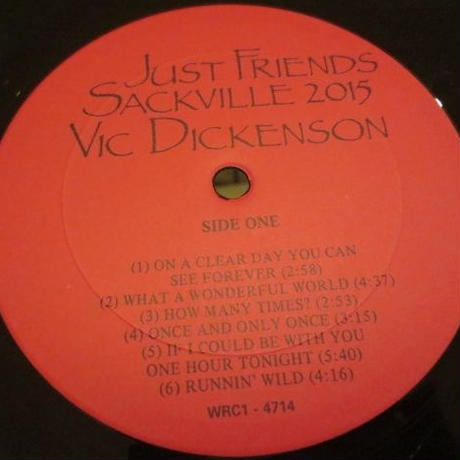 JUST FRIENDS
SACKVILLE 2015
VIC DICKENSON
SIDE ONE
(1) ON A CLEAR DAY YOU CAN
SEE FOREVER (2:58)
(2) WHAT A WONDERFUL WORLD (4:37)
(3) HOW MANY TIMES? (2:53)
(4) ONCE AND ONLY ONCE (3:15)
(5) IF I COULD BE WITH YOU
ONE HOUR TONIGHT (5:40)
(6) RUNNIN' WILD (4:16)
WRC1 - 4714